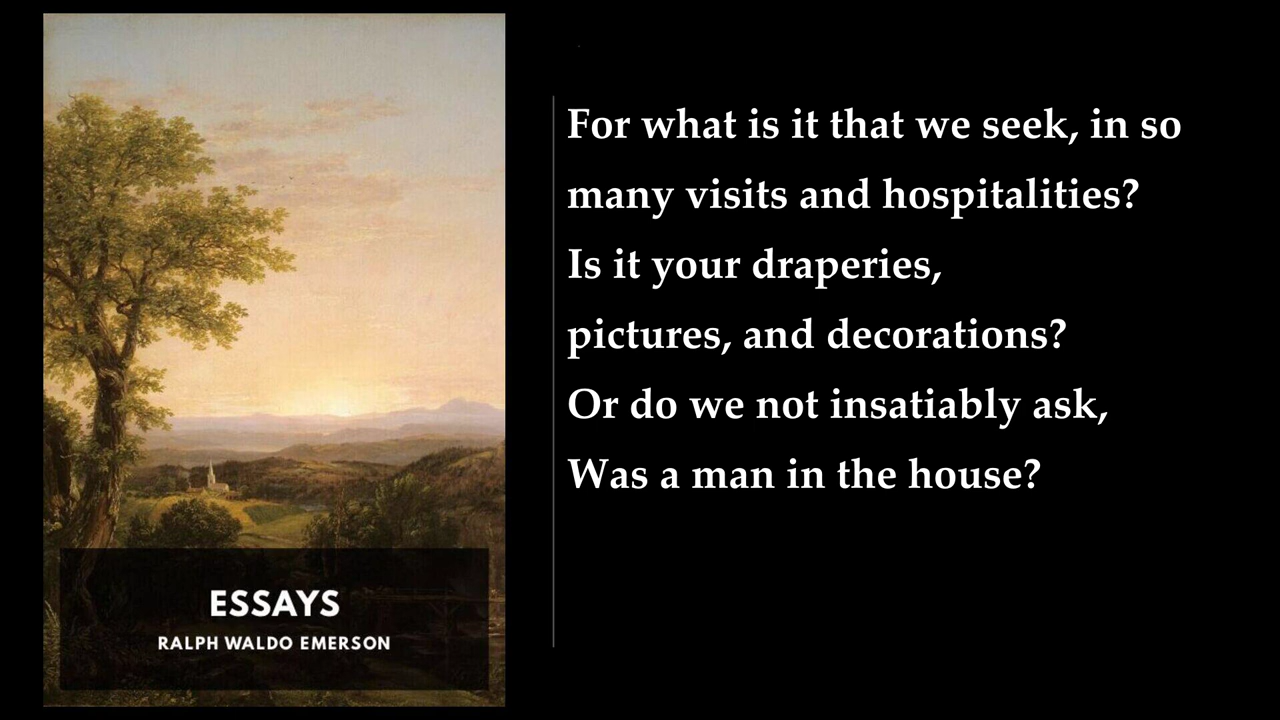 For what is it that we seek, in so
many visits and hospitalities?
Is it your draperies,
pictures, and decorations?
Or do we not insatiably ask,
Was a man in the house?
ESSAYS
RALPH WALDO EMERSON